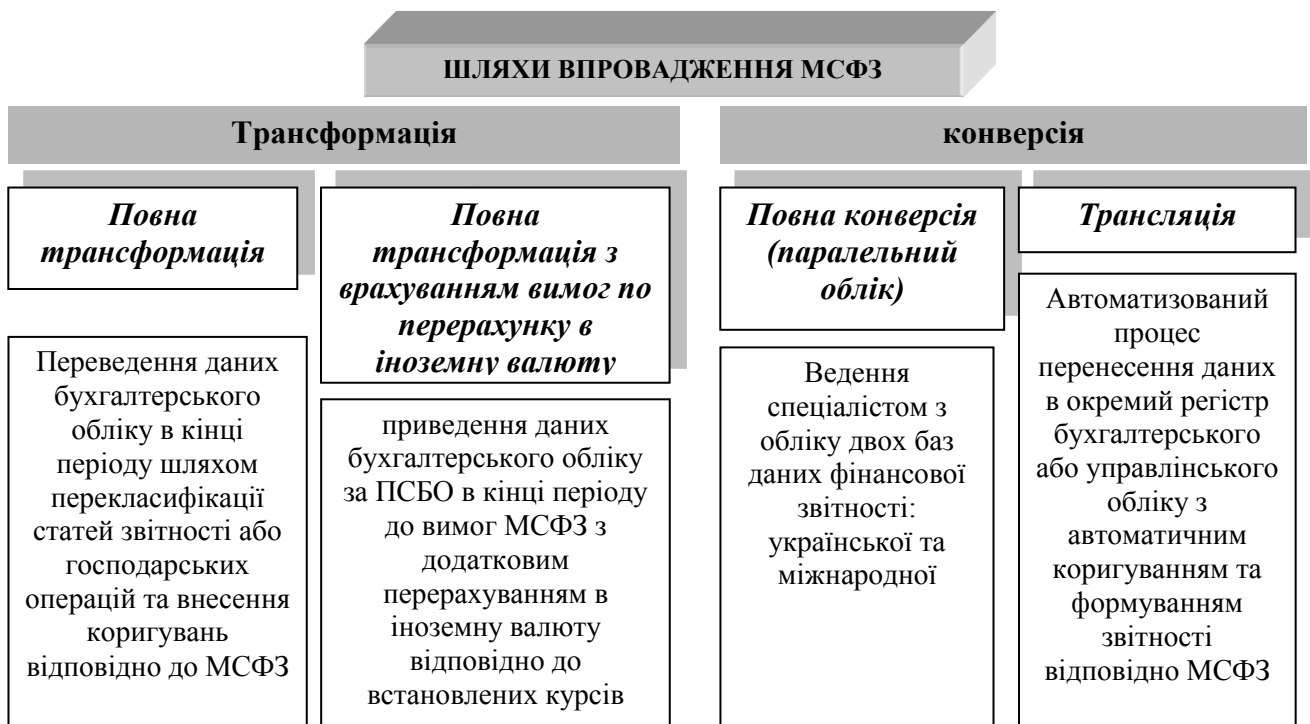 ШЛЯХИ ВПРОВАДЖЕННЯ МСФЗ
Трансформація
Повна
трансформація
Переведення даних
бухгалтерського
обліку в кінці
періоду шляхом
перекласифікації
статей звітності або
господарських
операцій та внесення
коригувань
відповідно до МСФЗ
Повна
трансформація з
врахуванням вимог по
перерахунку в
іноземну валюту
приведення даних
бухгалтерського обліку
за ПСБО в кінці періоду
до вимог МСФЗ з
додатковим
перерахуванням в
іноземну валюту
відповідно до
встановлених курсів
конверсія
Повна конверсія
(паралельний
облік)
Ведення
спеціалістом з
обліку двох баз
даних фінансової
звітності:
української та
міжнародної
Трансляція
Автоматизований
процес
перенесення даних
в окремий регістр
бухгалтерського
або управлінського
обліку з
автоматичним
коригуванням та
формуванням
звітності
відповідно МСФЗ